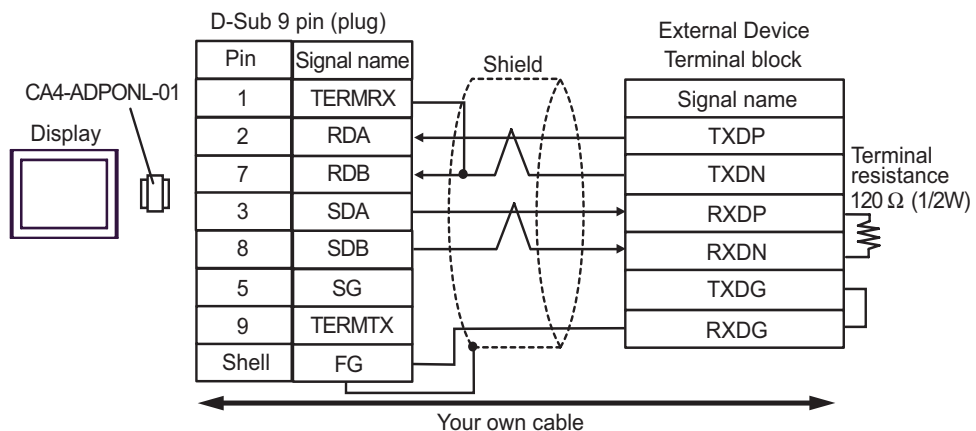 D-Sub 9 pin (plug)
External Device
Terminal block
Pin Signal name
Shield
CA4-ADPONL-01
Display
1 TERMRX
2 RDA
7 RDB
3 SDA
8 SDB
5 SG
9 TERMTX
Shell FG
Signal name
TXDP
TXDN
RXDP
RXDN
TXDG
RXDG
Terminal
resistance
120 Ω (1/2W)
Your own cable